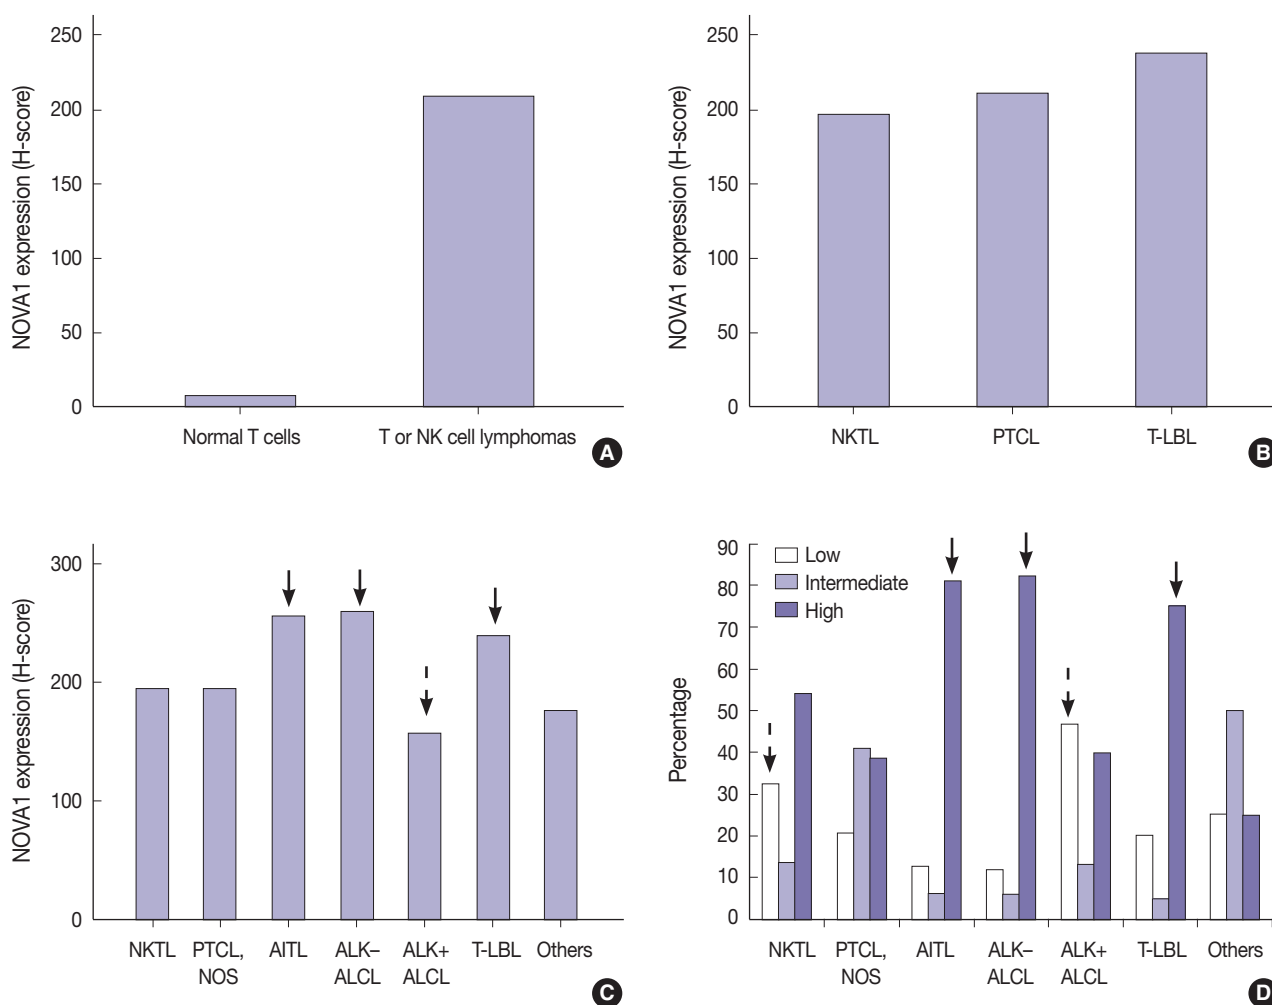 NOVA1 expression (H-score)
250
200
150
100
50
0
Normal T cells
T or NK cell lymphomas
A
NOVA1 expression (H-score)
250
200
150
100
50
0
NKTL
PTCL
T-LBL
B
NOVA1 expression (H-score)
300
200
100
0
NKTL
PTCL,
NOS
AITL
ALK–
ALCL
ALK+
ALCL
T-LBL
Others
C
Percentage
90
80
70
60
50
40
30
20
10
0
Low
Intermediate
High
NKTL
PTCL,
NOS
AITL
ALK–
ALCL
ALK+
ALCL
T-LBL
Others
D